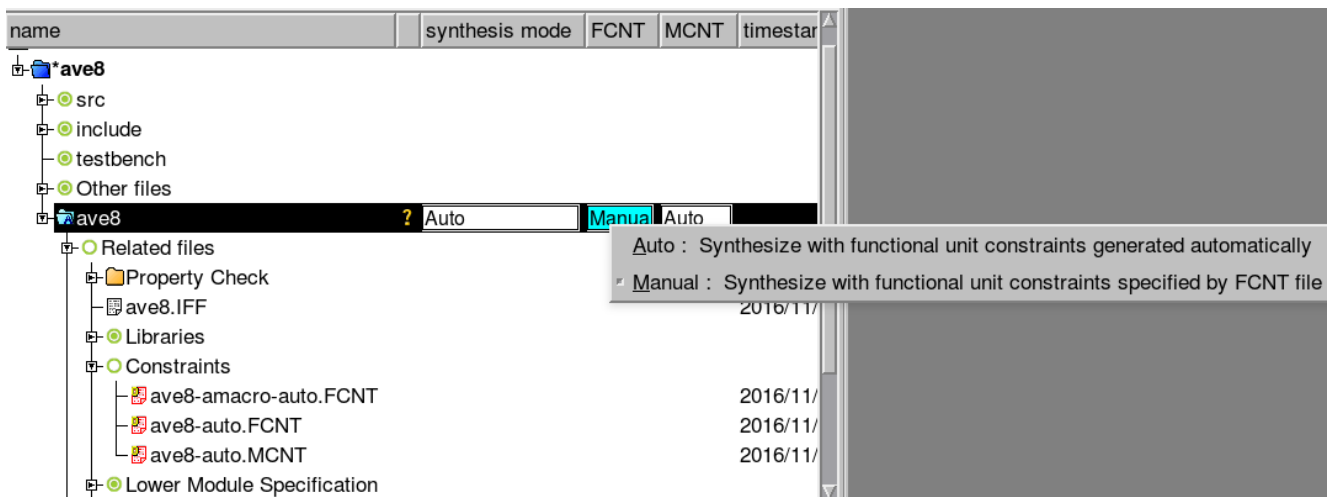 name synthesis mode FCNT MCNT timestar
*ave8
src
include
testbench
Other files
ave8 ? Auto Manua Auto
Related files
Auto : Synthesize with functional unit constraints generated automatically
Property Check
Manual : Synthesize with functional unit constraints specified by FCNT file
ave8.IFF 2016/11/
Libraries
Constraints
ave8-amacro-auto.FCNT 2016/11/
ave8-auto.FCNT 2016/11/
ave8-auto.MCNT 2016/11/
Lower Module Specification